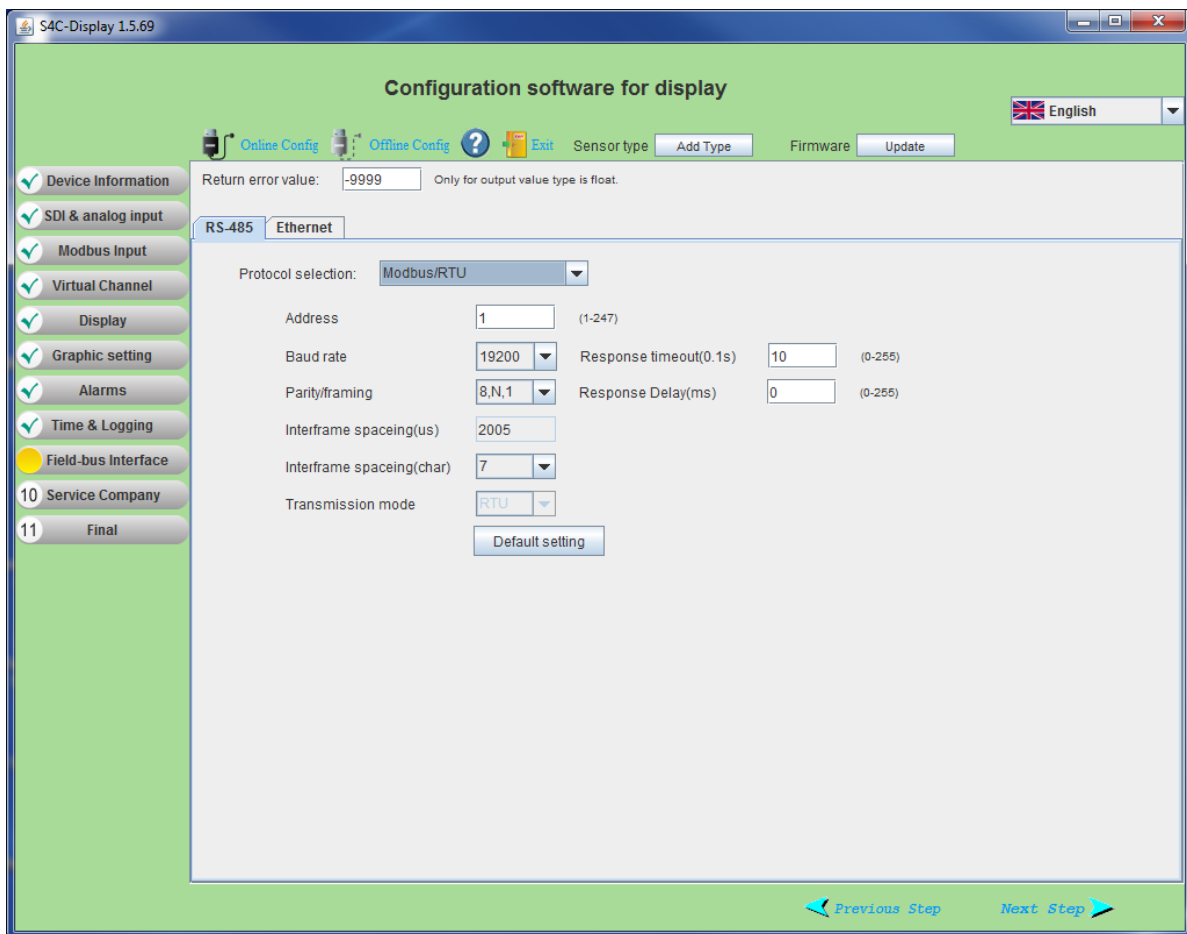 S4C-Display 1.5.69
Configuration software for display
English
Online Config Offline Config ? Exit Sensor type Add Type Firmware Update
Device Information
SDI & analog input
Modbus Input
Virtual Channel
Display
Graphic setting
Alarms
Time & Logging
Field-bus Interface
10 Service Company
11 Final
Return error value: -9999 Only for output value type is float.
RS-485 Ethernet
Protocol selection: Modbus/RTU
Address 1 (1-247)
Baud rate 19200 Response timeout(0.1s) 10 (0-255)
Parity/framing 8,N,1 Response Delay(ms) 0 (0-255)
Interframe spaceing(us) 2005
Interframe spaceing(char) 7
Transmission mode RTU
Default setting
Previous Step Next Step